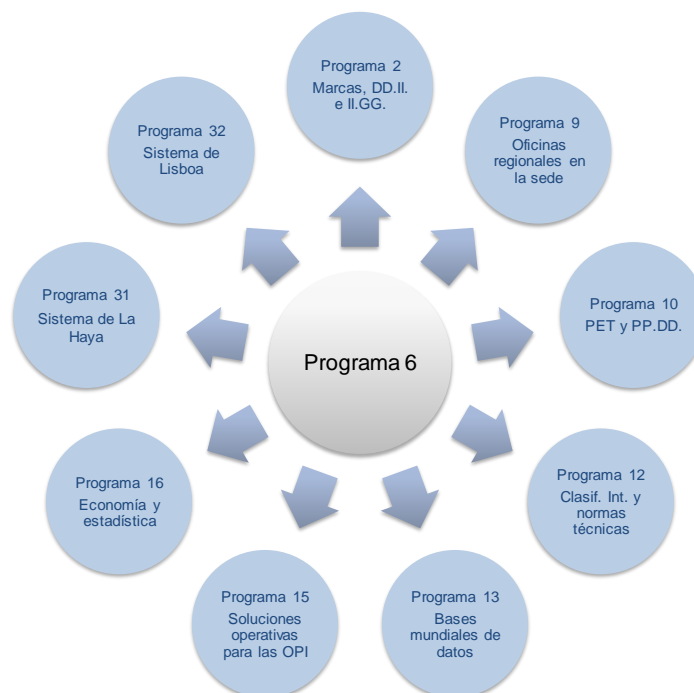 Programa 2
Marcas, DD.II.
e II.GG.
Programa 9
Oficinas
regionales en
la sede
Programa 10
PET y PP.DD.
Programa 12
Clasif. Int. y
normas
técnicas
Programa 13
Bases
mundiales de
datos
Programa 15
Soluciones
operativas
para las OPI
Programa 16
Economía y
estadística
Programa 31
Sistema de La
Haya
Programa 32
Sistema de
Lisboa
Programa 6